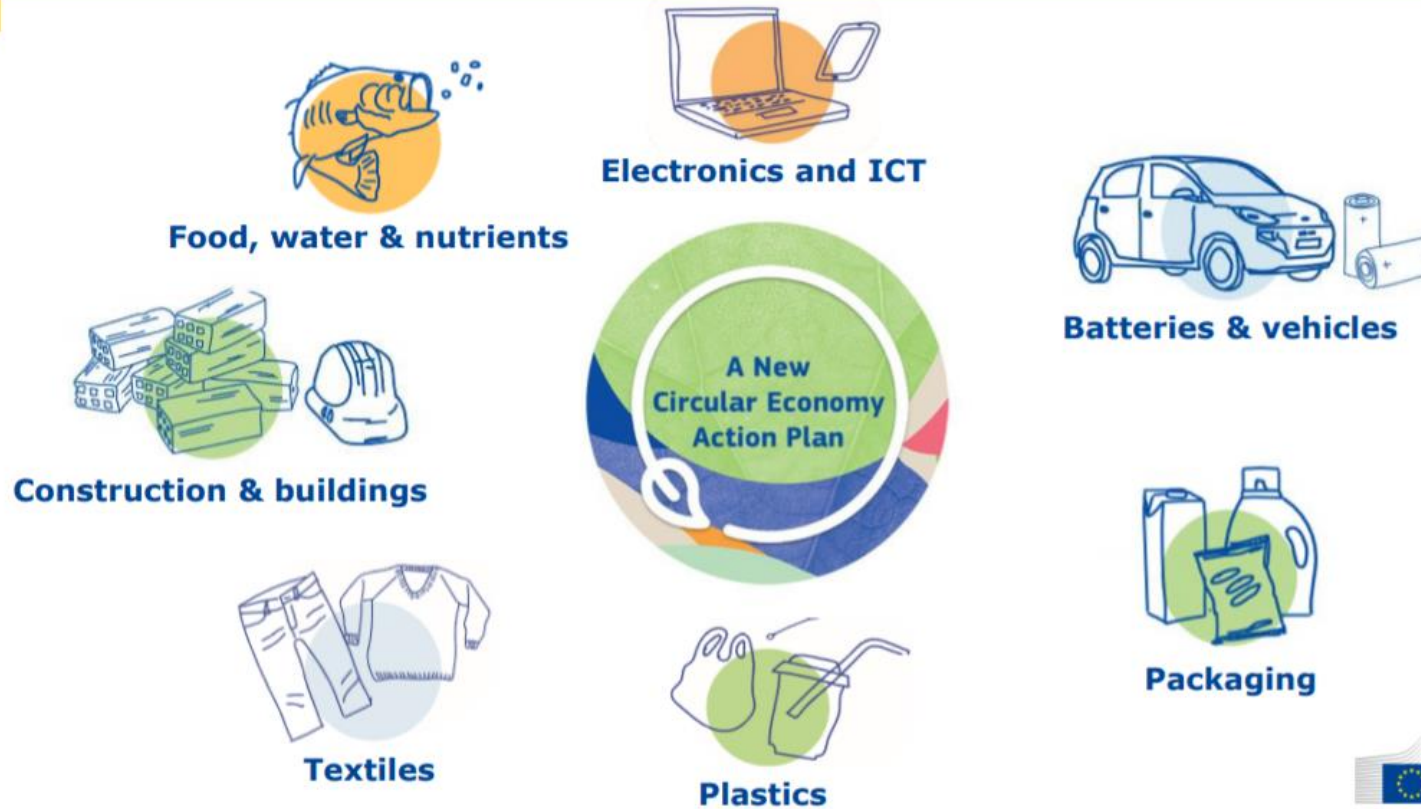 Electronics and ICT
Food, water & nutrients
Batteries & vehicles
A New
Circular Economy
Action Plan
Construction & buildings
Packaging
Textiles
Plastics